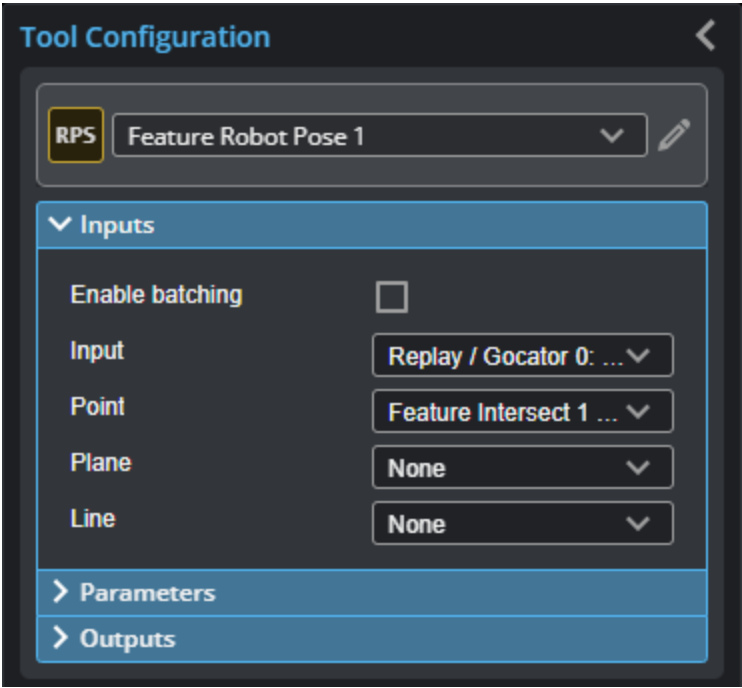 Tool Configuration
RPS Feature Robot Pose 1
Inputs
Enable batching
Input Replay / Gocator 0: ...
Point Feature Intersect 1 ...
Plane None
Line None
Parameters
Outputs